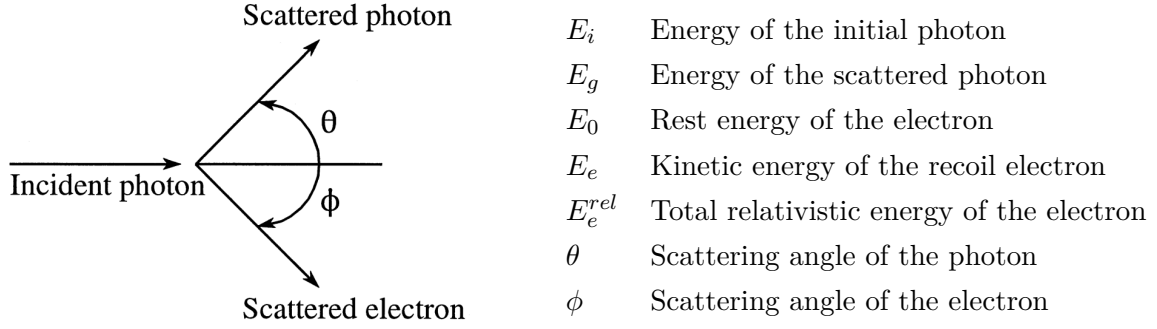 Scattered photon
θ
Incident photon
ϕ
Scattered electron
E_i Energy of the initial photon
E_g Energy of the scattered photon
E_0 Rest energy of the electron
E_e Kinetic energy of the recoil electron
E_e^{rel} Total relativistic energy of the electron
θ Scattering angle of the photon
ϕ Scattering angle of the electron